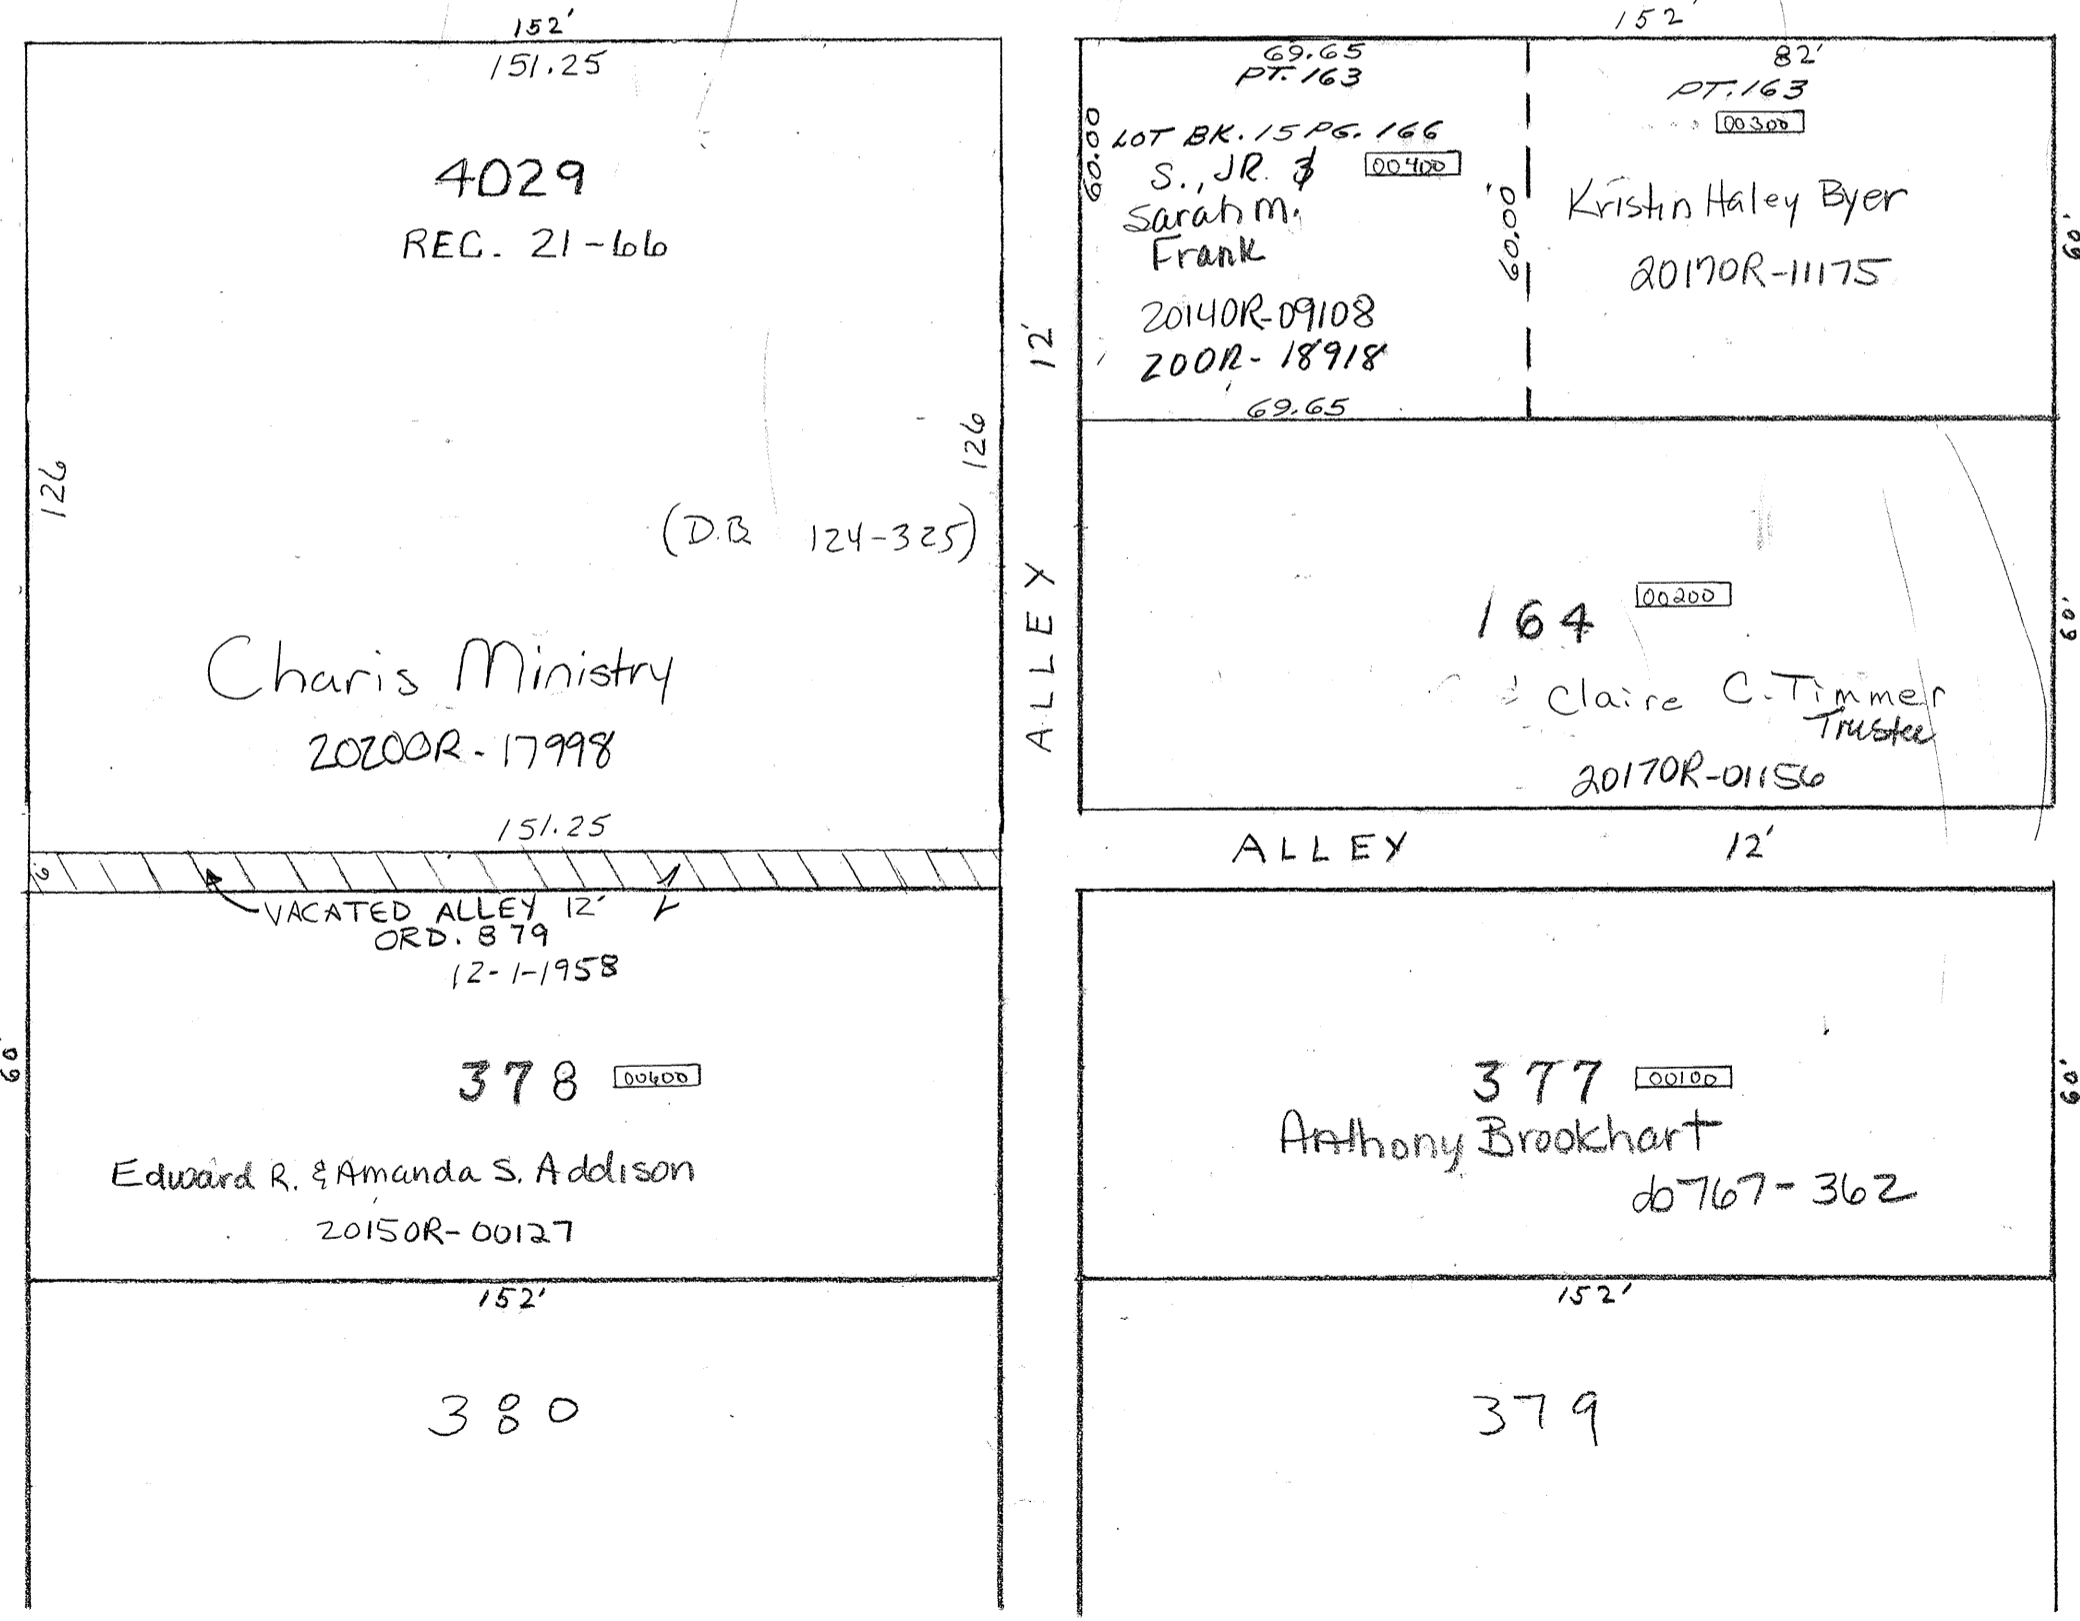 152'
151.25
4029
REC. 21-66
126
126
(D.B. 124-325)
Charis Ministry
20200R-17998
151.25
6
VACATED ALLEY 12'
ORD. 879
12-1-1958
60'
378 00600
Edward R. & Amanda S. Addison
20150R-00127
152'
380
12'
ALLEY
152'
69.65
PT. 163
60.00
LOT BK. 15 PG. 166
S., JR. & 00400
Sarah M.
Frank
20140R-09108
200R-18918
69.65
60.00'
82'
PT. 163
00300
Kristin Haley Byer
20170R-11175
60'
164 00200
Claire C. Timmer
Trustee
20170R-01156
60'
ALLEY 12'
377 00100
Anthony Brookhart
db767-362
60'
152'
379